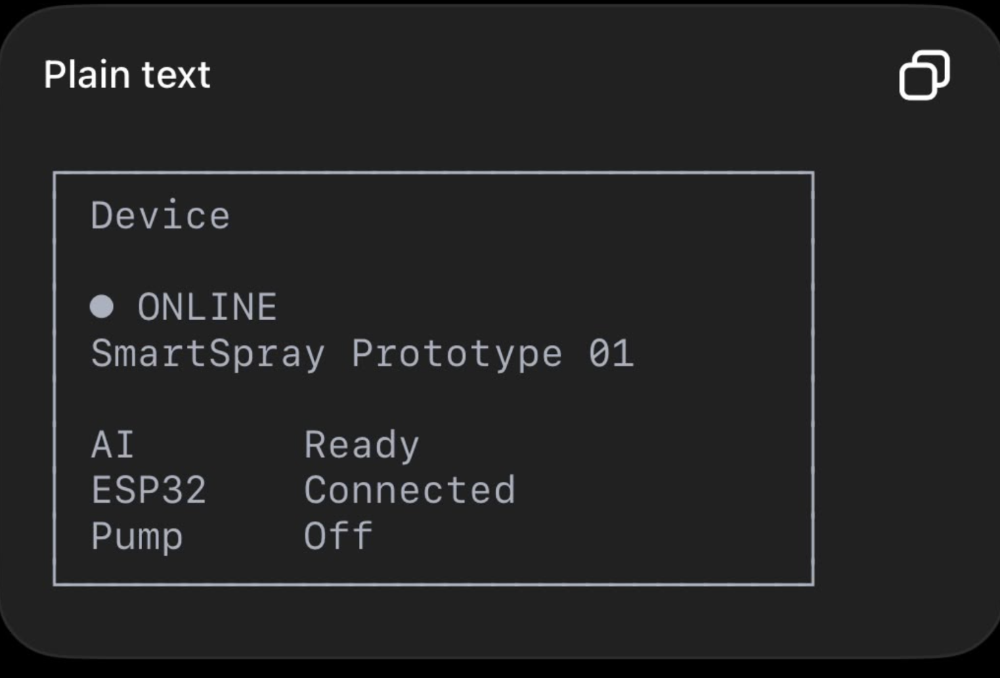 Plain text
Device
● ONLINE
SmartSpray Prototype 01
AI Ready
ESP32 Connected
Pump Off